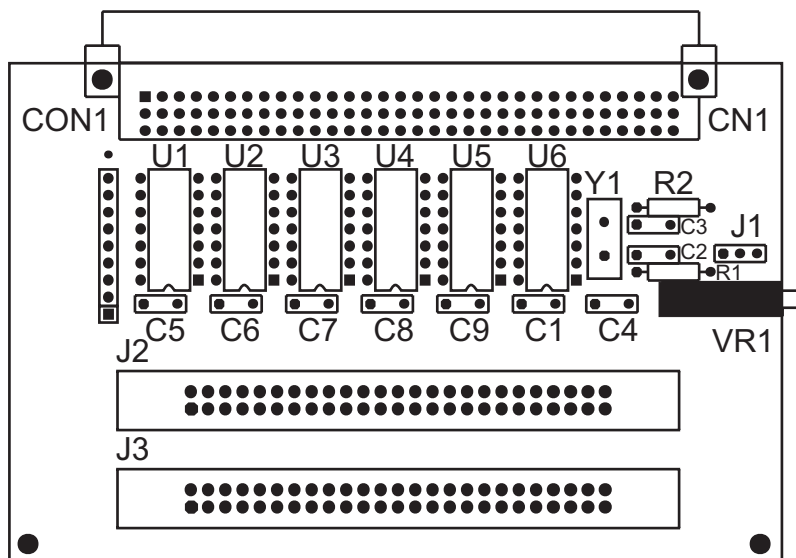 CON1 CN1
U1 U2 U3 U4 U5 U6
Y1 R2
C3 J1
C2
R1
C5 C6 C7 C8 C9 C1 C4
VR1
J2
J3